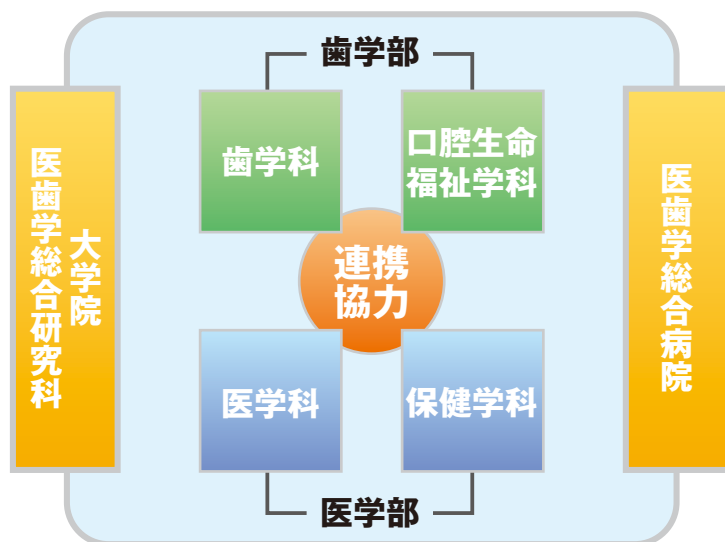 歯学部
歯学科
口腔生命
福祉学科
連携
協力
医学科
保健学科
医学部
大学院
医歯学総合研究科
医歯学総合病院